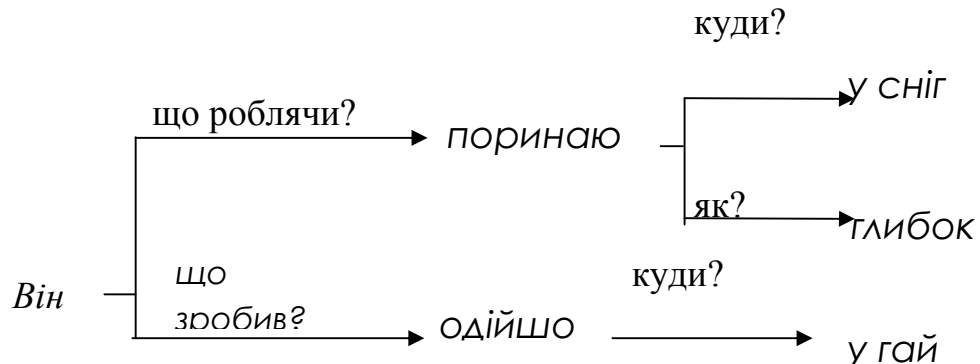 куди?
у сніг
що роблячи?
поринаю
як?
глибок
Він
що
зробив?
куди?
одійшо
у гай